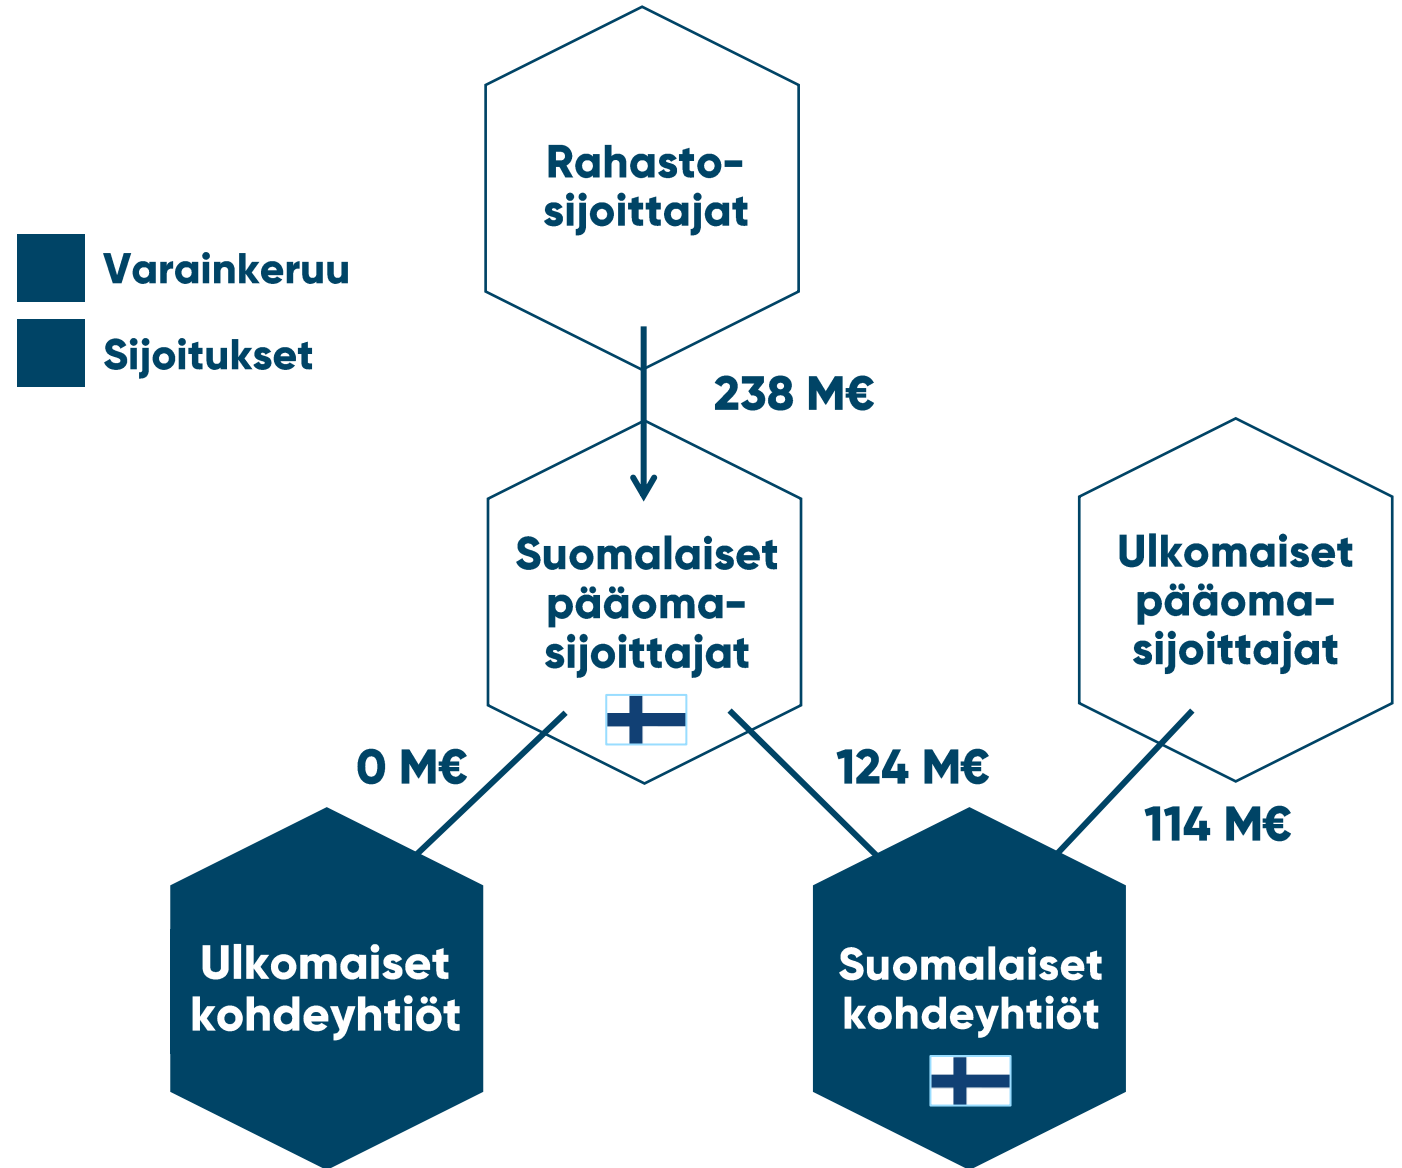 Rahasto-
sijoittajat
Varainkeruu
Sijoitukset
238 M€
Suomalaiset
pääoma-
sijoittajat
Ulkomaiset
pääoma-
sijoittajat
0 M€
124 M€
114 M€
Ulkomaiset
kohdeyhtiöt
Suomalaiset
kohdeyhtiöt